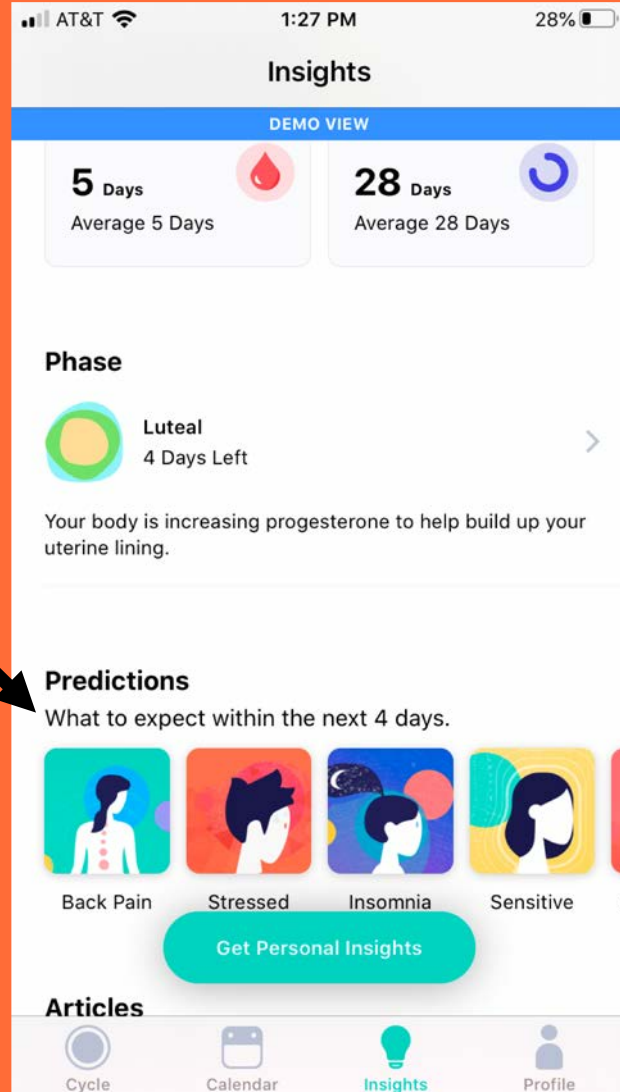 AT&T 1:27 PM 28%
Insights
DEMO VIEW
5 Days 28 Days
Average 5 Days Average 28 Days
Phase
Luteal
4 Days Left
Your body is increasing progesterone to help build up your
uterine lining.
Predictions
What to expect within the next 4 days.
Back Pain Stressed Insomnia Sensitive
Get Personal Insights
Articles
Cycle Calendar Insights Profile